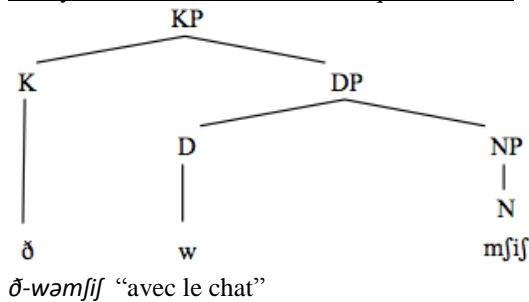 KP
K DP
D NP
N
ð w mʃiʃ
ð-wəmʃiʃ “avec le chat”